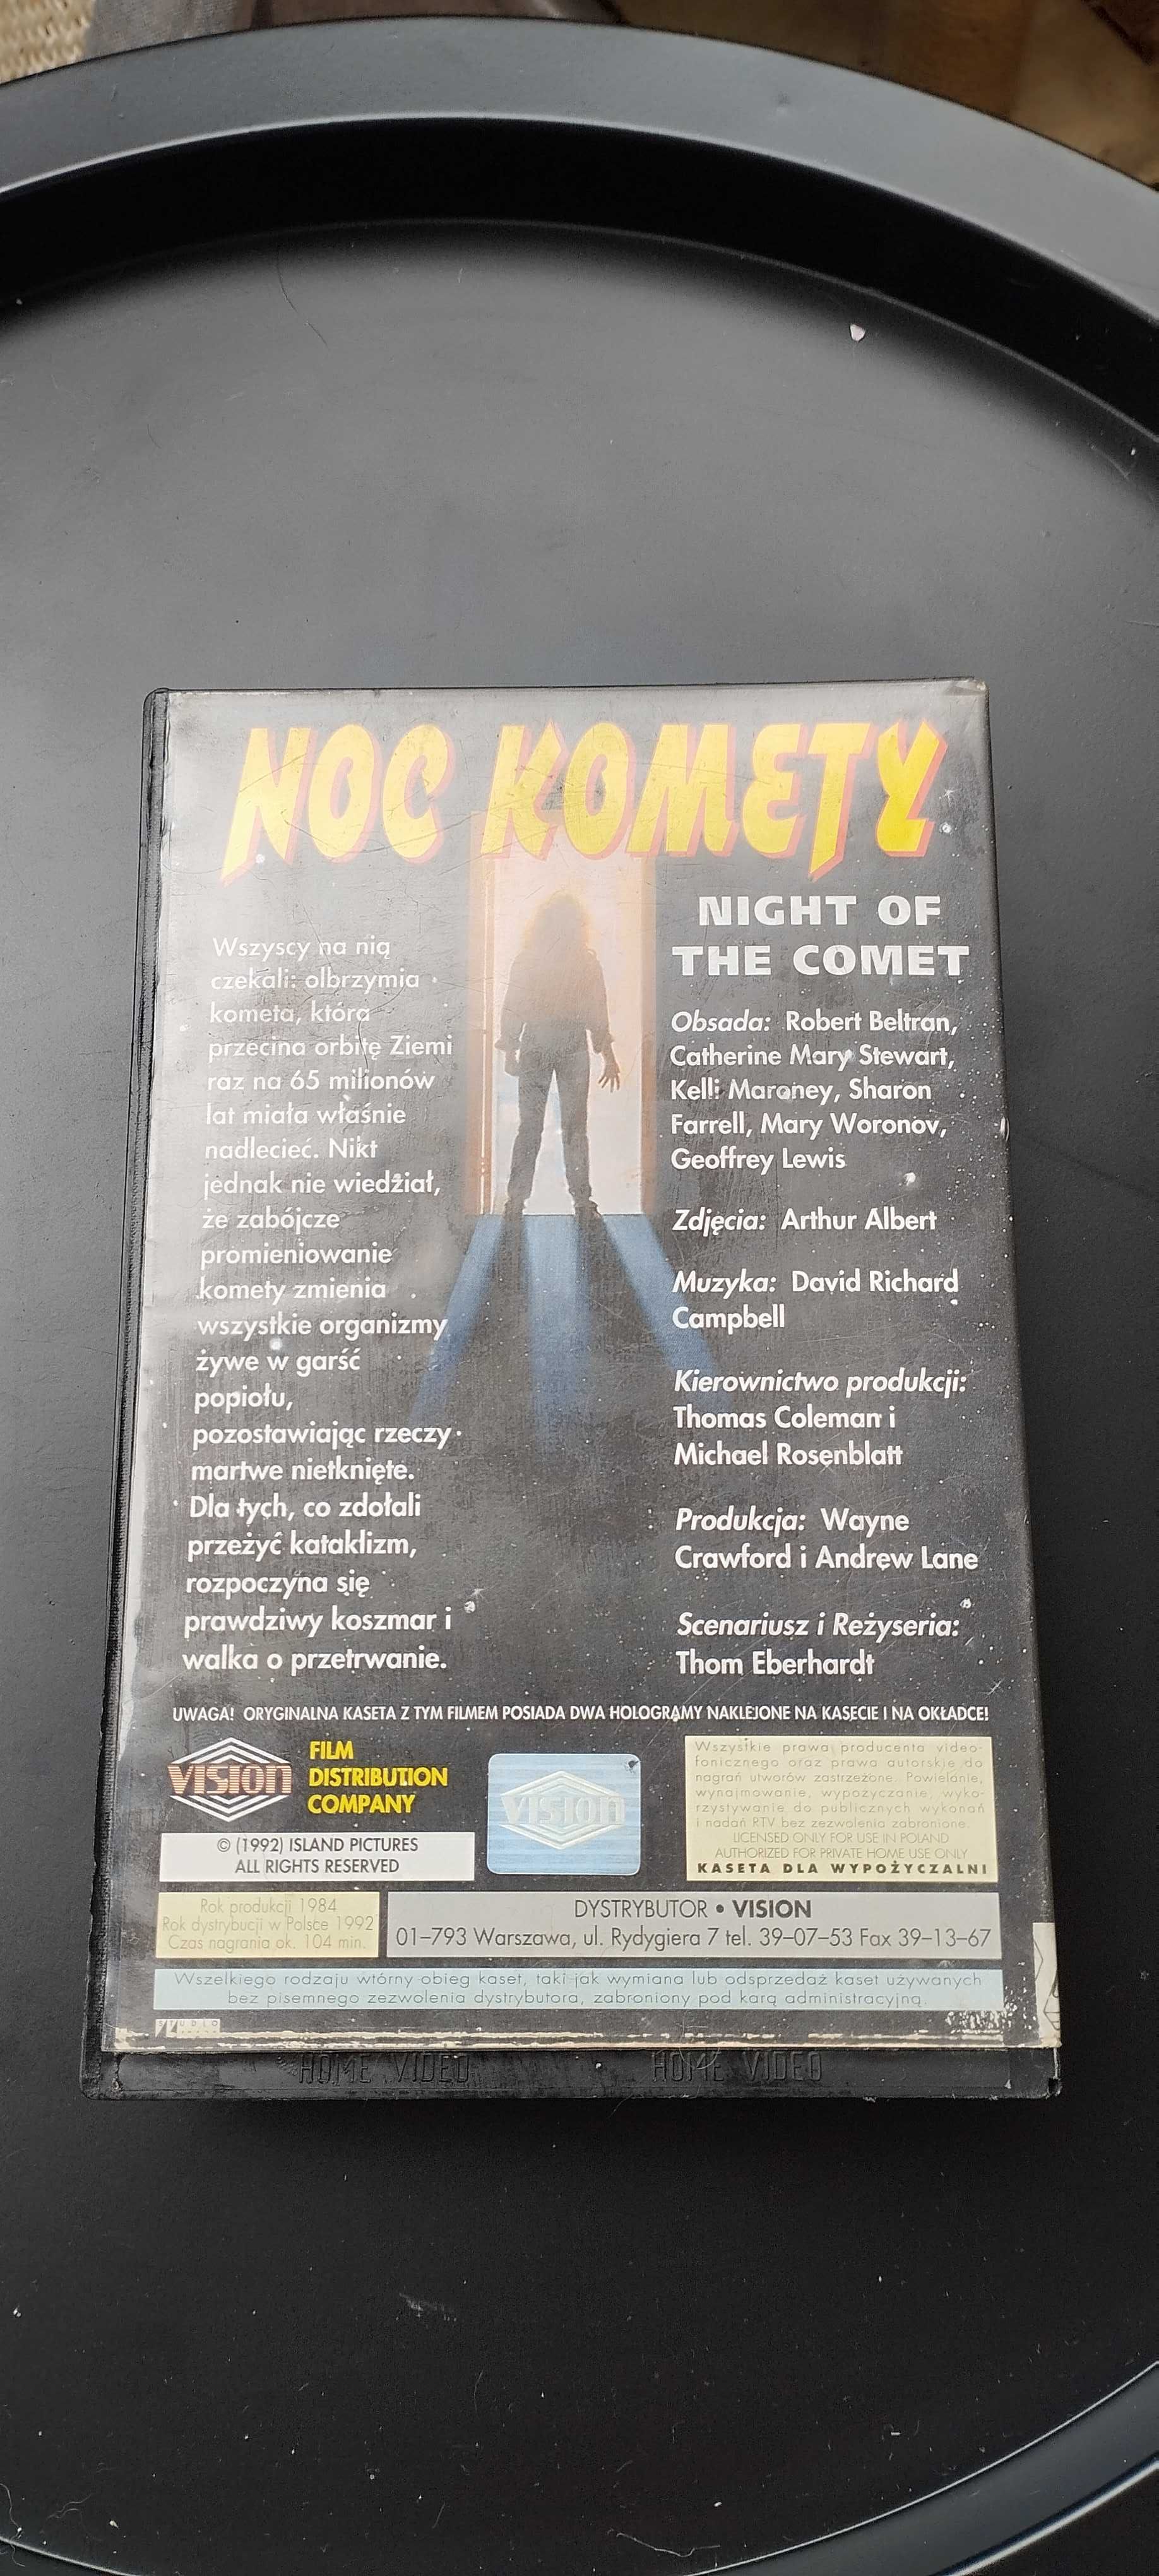 NOC KOMETY
Wszyscy na nią
czekali: olbrzymia
kometa, która
przecina orbitę Ziemi
raz na 65 milionów
lat miała właśnie
nadlecieć. Nikt
jednak nie wiedział,
że zabójcze
promieniowanie
komety zmienia
wszystkie organizmy
żywe w garść
popiołu,
pozostawiając rzeczy
martwe nietknięte.
Dla tych, co zdołali
przeżyć kataklizm,
rozpoczyna się
prawdziwy koszmar i
walka o przetrwanie.
NIGHT OF
THE COMET
Obsada: Robert Beltran,
Catherine Mary Stewart,
Kelli Maroney, Sharon
Farrell, Mary Woronov,
Geoffrey Lewis
Zdjęcia: Arthur Albert
Muzyka: David Richard
Campbell
Kierownictwo produkcji:
Thomas Coleman i
Michael Rosenblatt
Produkcja: Wayne
Crawford i Andrew Lane
Scenariusz i Reżyseria:
Thom Eberhardt
UWAGA! ORYGINALNA KASETA Z TYM FILMEM POSIADA DWA HOLOGRAMY NAKLEJONE NA KASECIE I NA OKŁADCE!
VISION
FILM
DISTRIBUTION
COMPANY
© (1992) ISLAND PICTURES
ALL RIGHTS RESERVED
VISION
Wszystkie prawa producenta video-
fonicznego oraz prawa autorskie do
nagrań utworów zastrzeżone. Powielanie,
wynajmowanie, wypożyczanie, wyko-
rzystywanie do publicznych wykonań
i nadań RTV bez zezwolenia zabronione.
LICENSED ONLY FOR USE IN POLAND
AUTHORIZED FOR PRIVATE HOME USE ONLY
KASETA DLA WYPOŻYCZALNI
Rok produkcji 1984
Rok dystrybucji w Polsce 1992
Czas nagrania ok. 104 min.
DYSTRYBUTOR • VISION
01–793 Warszawa, ul. Rydygiera 7 tel. 39–07–53 Fax 39–13–67
Wszelkiego rodzaju wtórny obieg kaset, taki jak wymiana lub odsprzedaż kaset używanych
bez pisemnego zezwolenia dystrybutora, zabroniony pod karą administracyjną.
HOME VIDEO HOME VIDEO